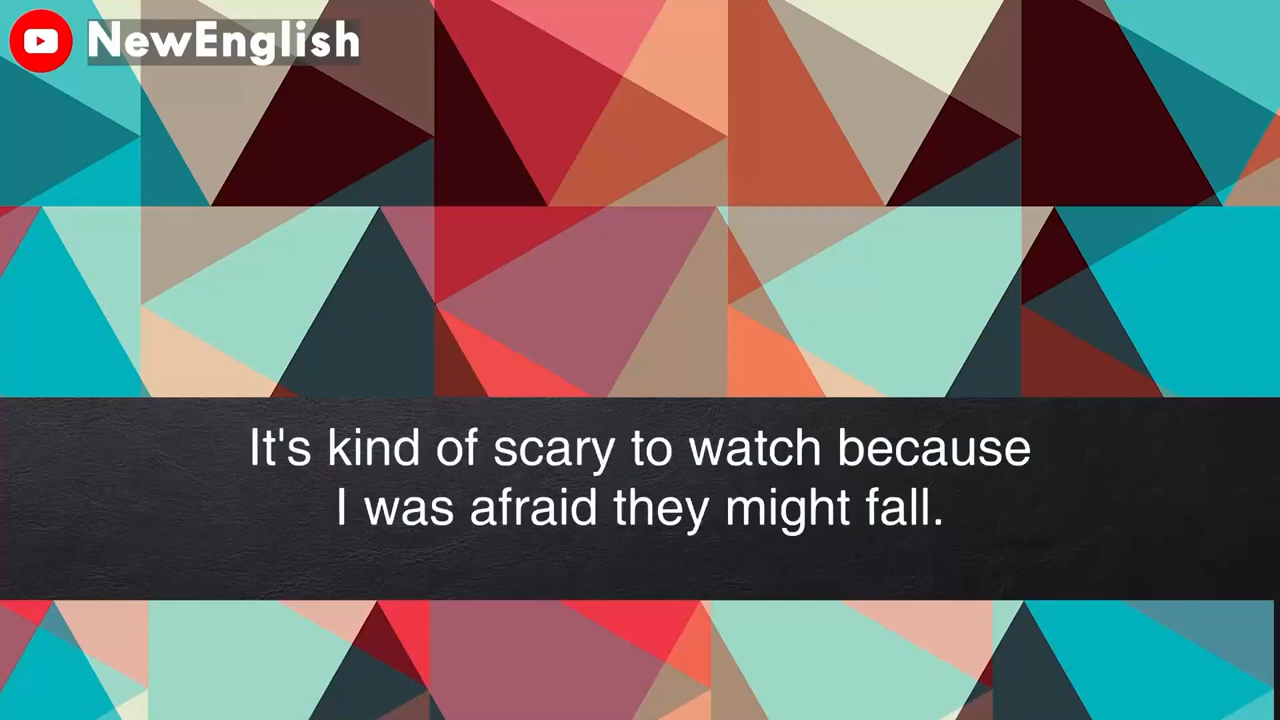 NewEnglish
It's kind of scary to watch because
I was afraid they might fall.